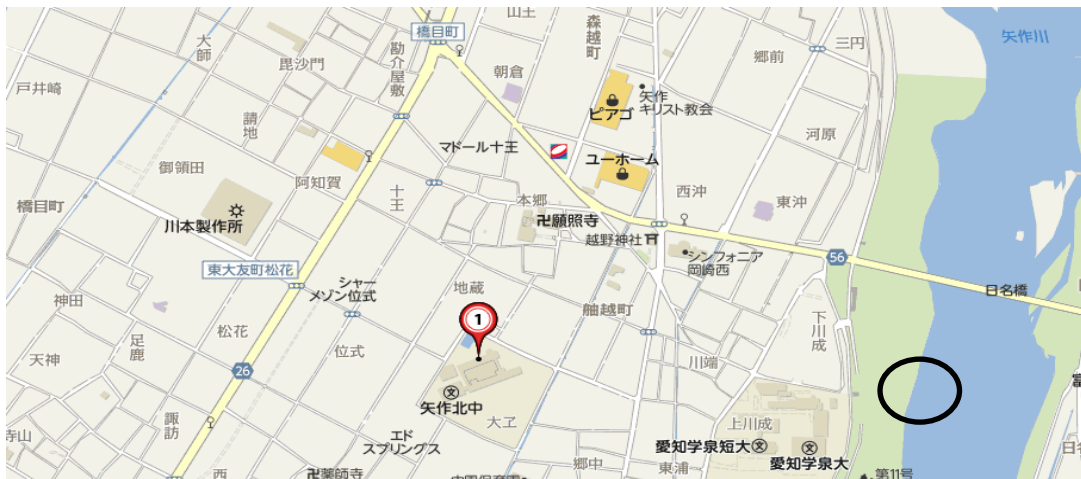 山王
森越町
三円
矢作川
橋目町
大師
勘介屋敷
郷前
毘沙門
朝倉
戸井崎
ピアゴ
矢作
キリスト教会
請地
河原
マドール十王
ユーホーム
御領田
阿知賀
西沖
十王
東沖
橋目町
本郷
川本製作所
卍願照寺
越野神社
シンフォニア
岡崎西
56
東大友町松花
シャー
メゾン位式
地蔵
日名橋
神田
舳越町
1
下川成
足鹿
松花
位式
天神
川端
26
矢作北中
大ヱ
上川成
諏訪
エド
スプリングス
愛知学泉短大
愛知学泉大
寺山
西
卍薬師寺
郷中
東浦
第11号